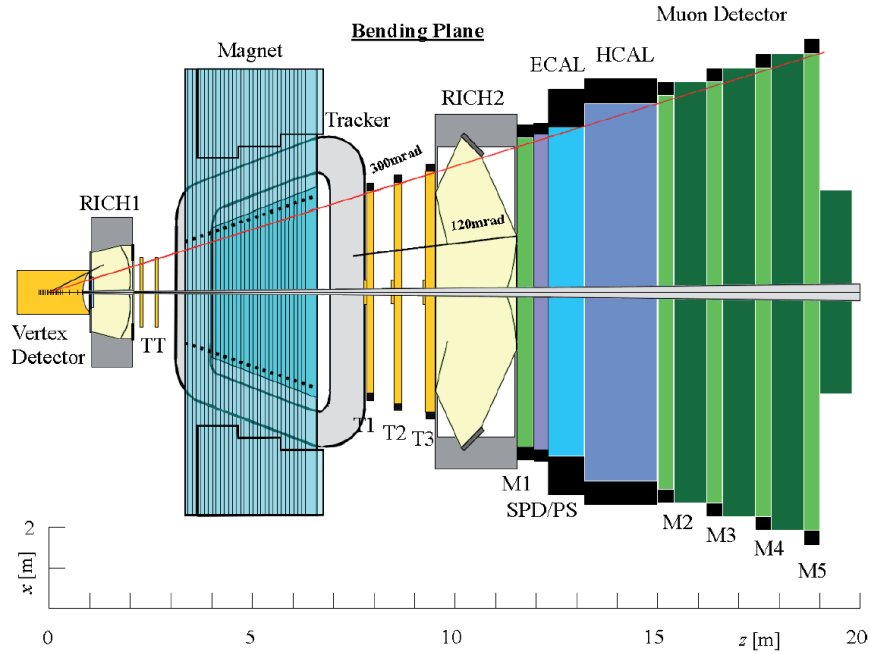 Muon Detector
Bending Plane
Magnet
HCAL
ECAL
RICH2
Tracker
300mrad
RICH1
120mrad
Vertex
Detector
TT
T1
T2
T3
M1
SPD/PS
M2
M3
M4
M5
2
x [m]
0
5
10
15
z [m]
20